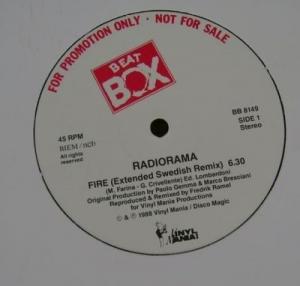 FOR PROMOTION ONLY · NOT FOR SALE
BEAT
BOX
45 RPM
BIEM / ncb
All rights
reserved
BB 8149
SIDE 1
Stereo
RADIORAMA
FIRE (Extended Swedish Remix) 6.30
(M. Farina - G. Crivellente) Ed. Lombardoni
Original Production by Paolo Gemma & Marco Bresciani
Reproduced & Remixed by Fredrik Ramel
for Vinyl Mania Productions
© & ℗ 1988 Vinyl Mania / Disco Magic
VINYL
MANIA